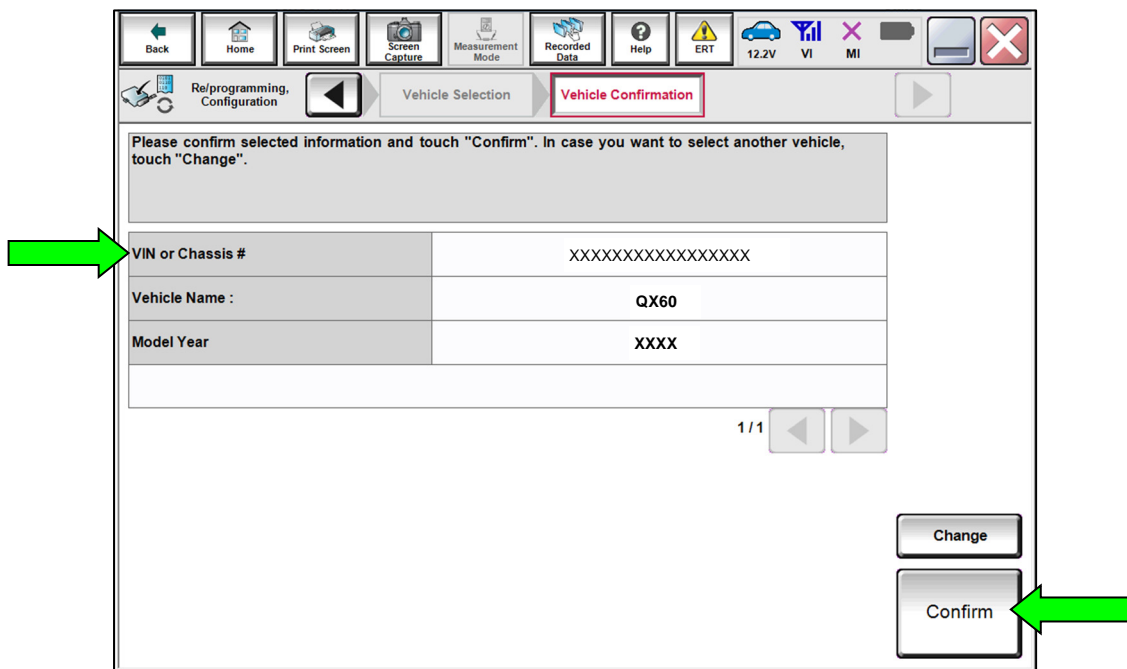 Back
Home
Print Screen
Screen
Capture
Measurement
Mode
Recorded
Data
Help
ERT
12.2V
VI
MI
Re/programming,
Configuration
Vehicle Selection
Vehicle Confirmation
Please confirm selected information and touch "Confirm". In case you want to select another vehicle,
touch "Change".
VIN or Chassis # XXXXXXXXXXXXXXXXX
Vehicle Name : QX60
Model Year XXXX
1 / 1
Change
Confirm